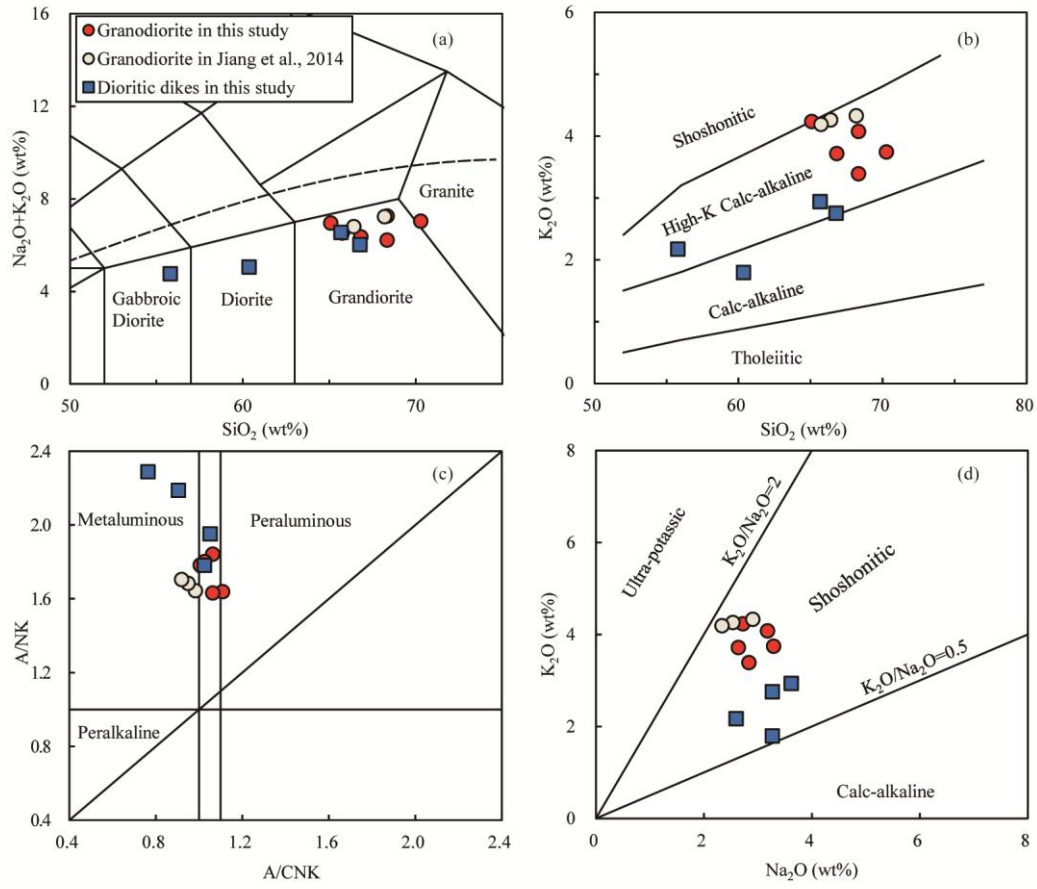 16
12
8
4
0
Na₂O+K₂O (wt%)
(a)
Granodiorite in this study
Granodiorite in Jiang et al., 2014
Dioritic dikes in this study
Granite
Gabbroic
Diorite
Diorite
Grandiorite
50
60
70
SiO₂ (wt%)
6
4
2
0
K₂O (wt%)
(b)
Shoshonitic
High-K Calc-alkaline
Calc-alkaline
Tholeiitic
50
60
70
80
SiO₂ (wt%)
2.4
2.0
1.6
1.2
0.8
0.4
A/NK
(c)
Metaluminous
Peraluminous
Peralkaline
0.4
0.8
1.2
1.6
2.0
2.4
A/CNK
8
6
4
2
0
K₂O (wt%)
(d)
Ultra-potassic
K₂O/Na₂O=2
Shoshonitic
K₂O/Na₂O=0.5
Calc-alkaline
0
2
4
6
8
Na₂O (wt%)